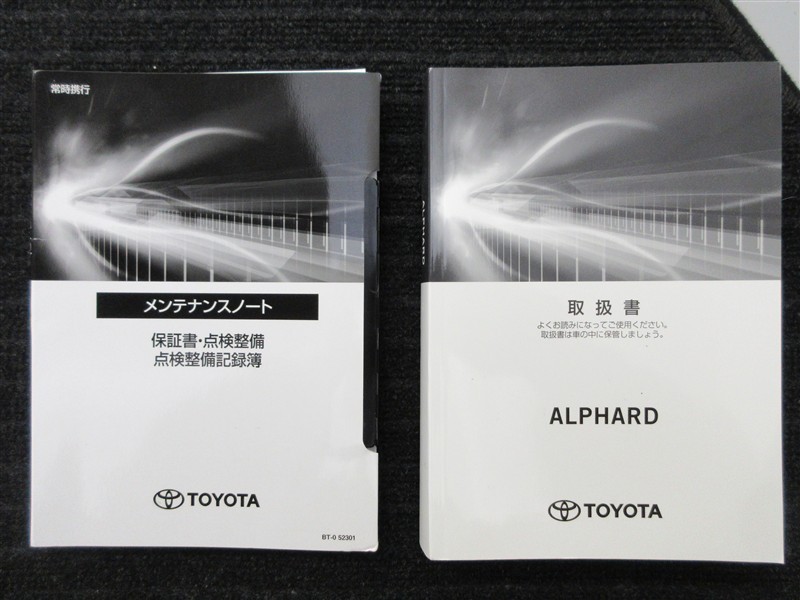 常時携行
メンテナンスノート
保証書・点検整備
点検整備記録簿
TOYOTA
BT-0 52301
ALPHARD
取扱書
よくお読みになってご使用ください。
取扱書は車の中に保管しましょう。
ALPHARD
TOYOTA